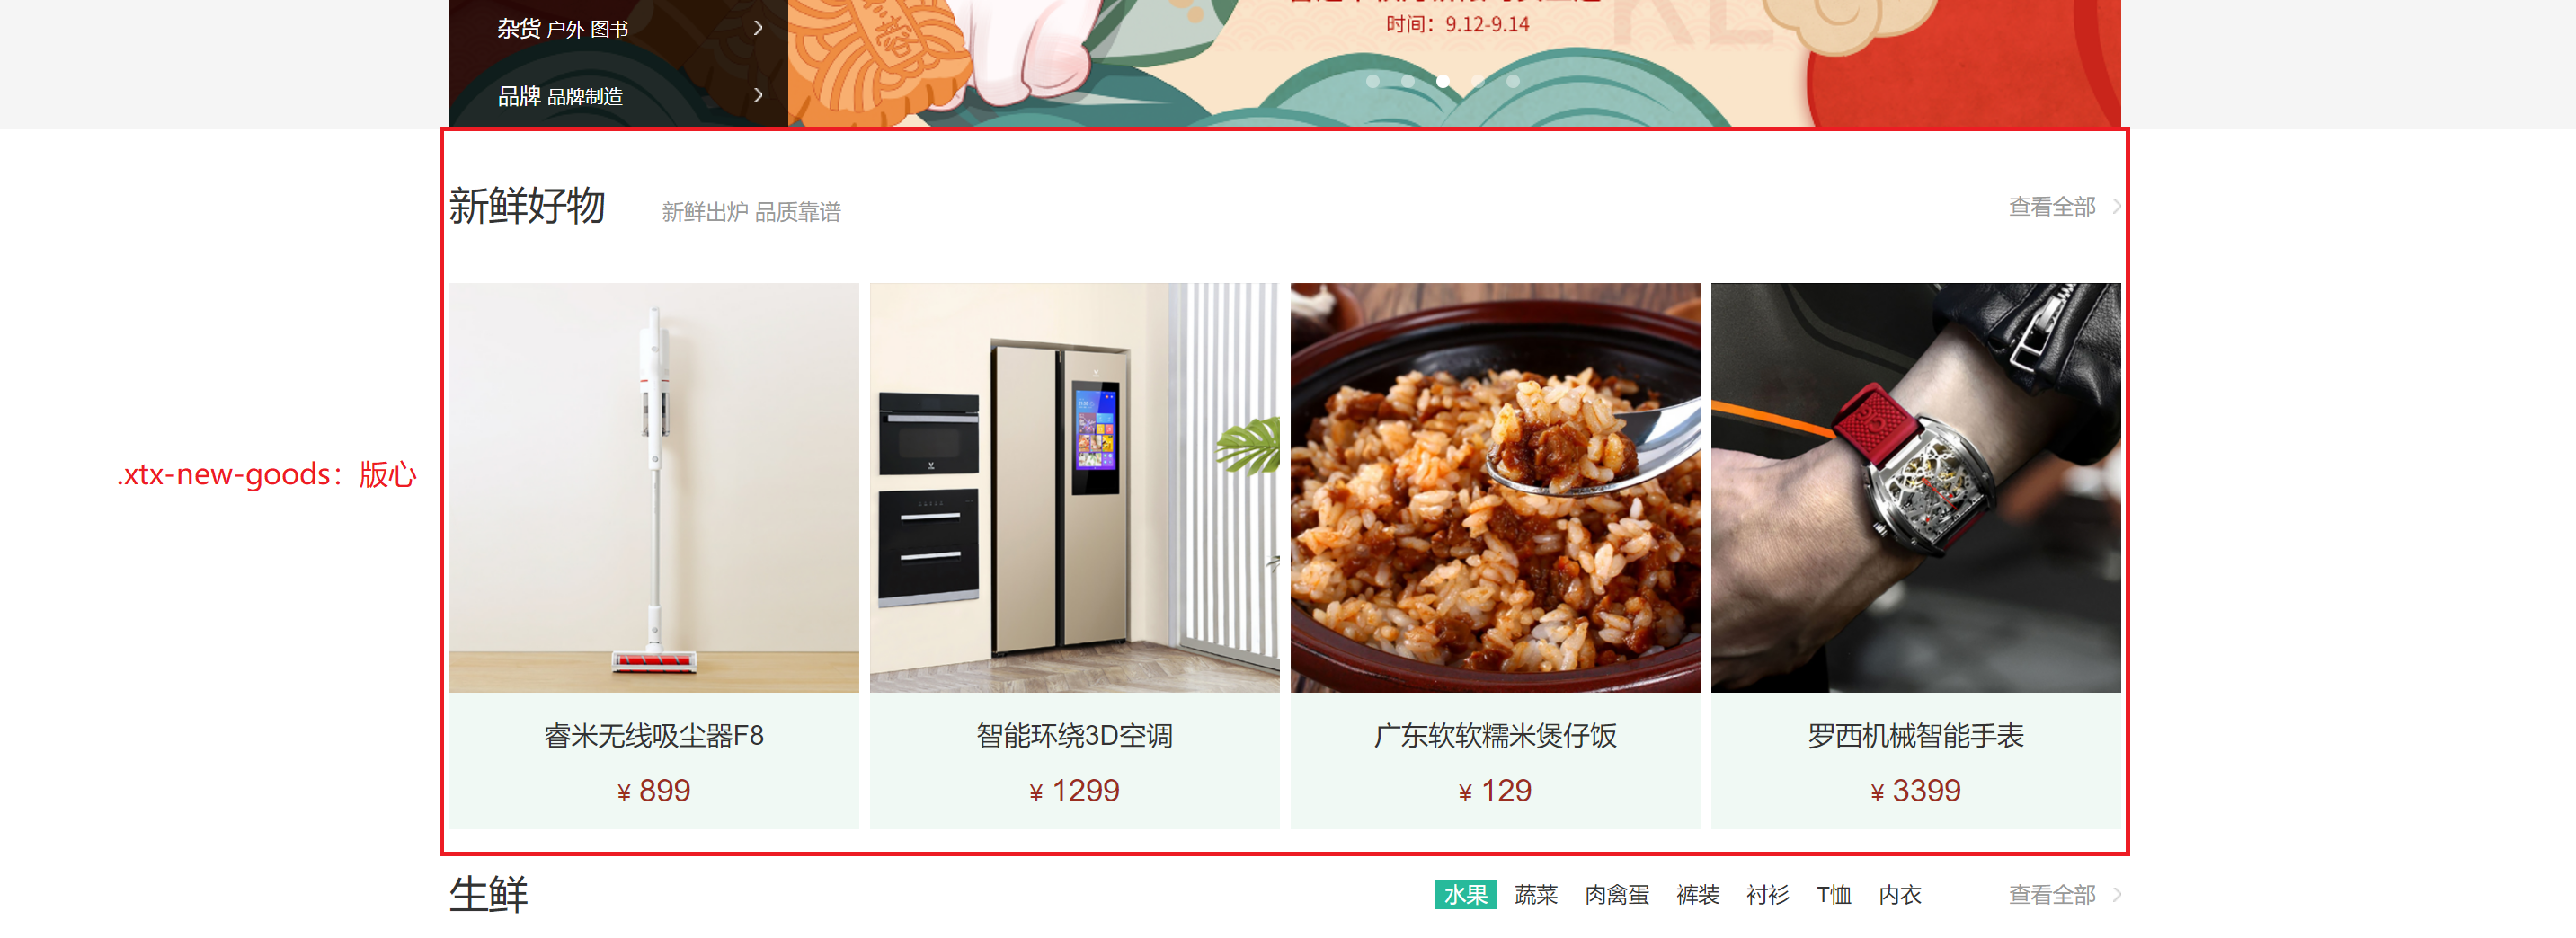 杂货 户外 图书
时间：9.12-9.14
品牌 品牌制造
新鲜好物 新鲜出炉 品质靠谱 查看全部
.xtx-new-goods：版心
睿米无线吸尘器F8
¥ 899
智能环绕3D空调
¥ 1299
广东软软糯米煲仔饭
¥ 129
罗西机械智能手表
¥ 3399
生鲜 水果 蔬菜 肉禽蛋 裤装 衬衫 T恤 内衣 查看全部